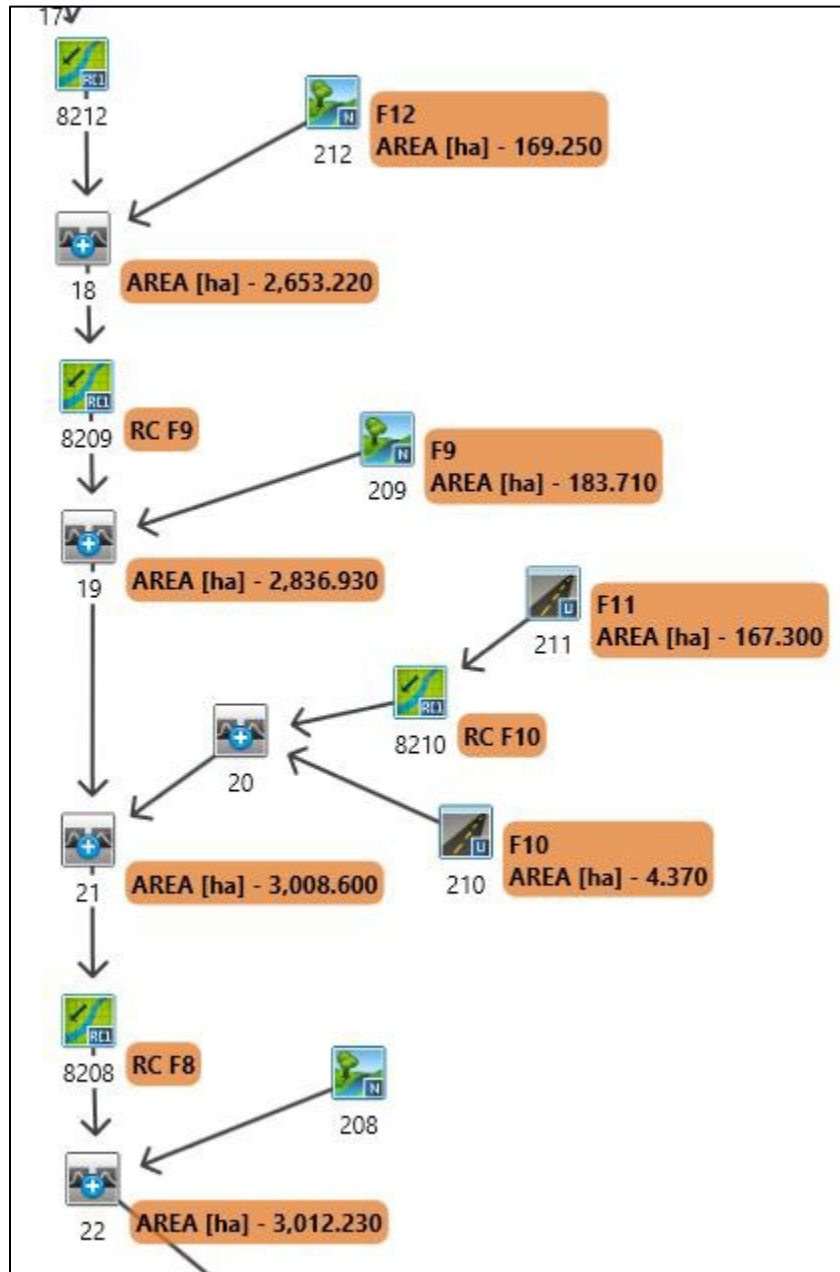 17
RC1
8212
N
212
F12
AREA [ha] - 169.250
18
AREA [ha] - 2,653.220
RC1
8209
RC F9
N
209
F9
AREA [ha] - 183.710
19
AREA [ha] - 2,836.930
U
211
F11
AREA [ha] - 167.300
RC1
8210
RC F10
20
U
210
F10
AREA [ha] - 4.370
21
AREA [ha] - 3,008.600
RC1
8208
RC F8
N
208
22
AREA [ha] - 3,012.230